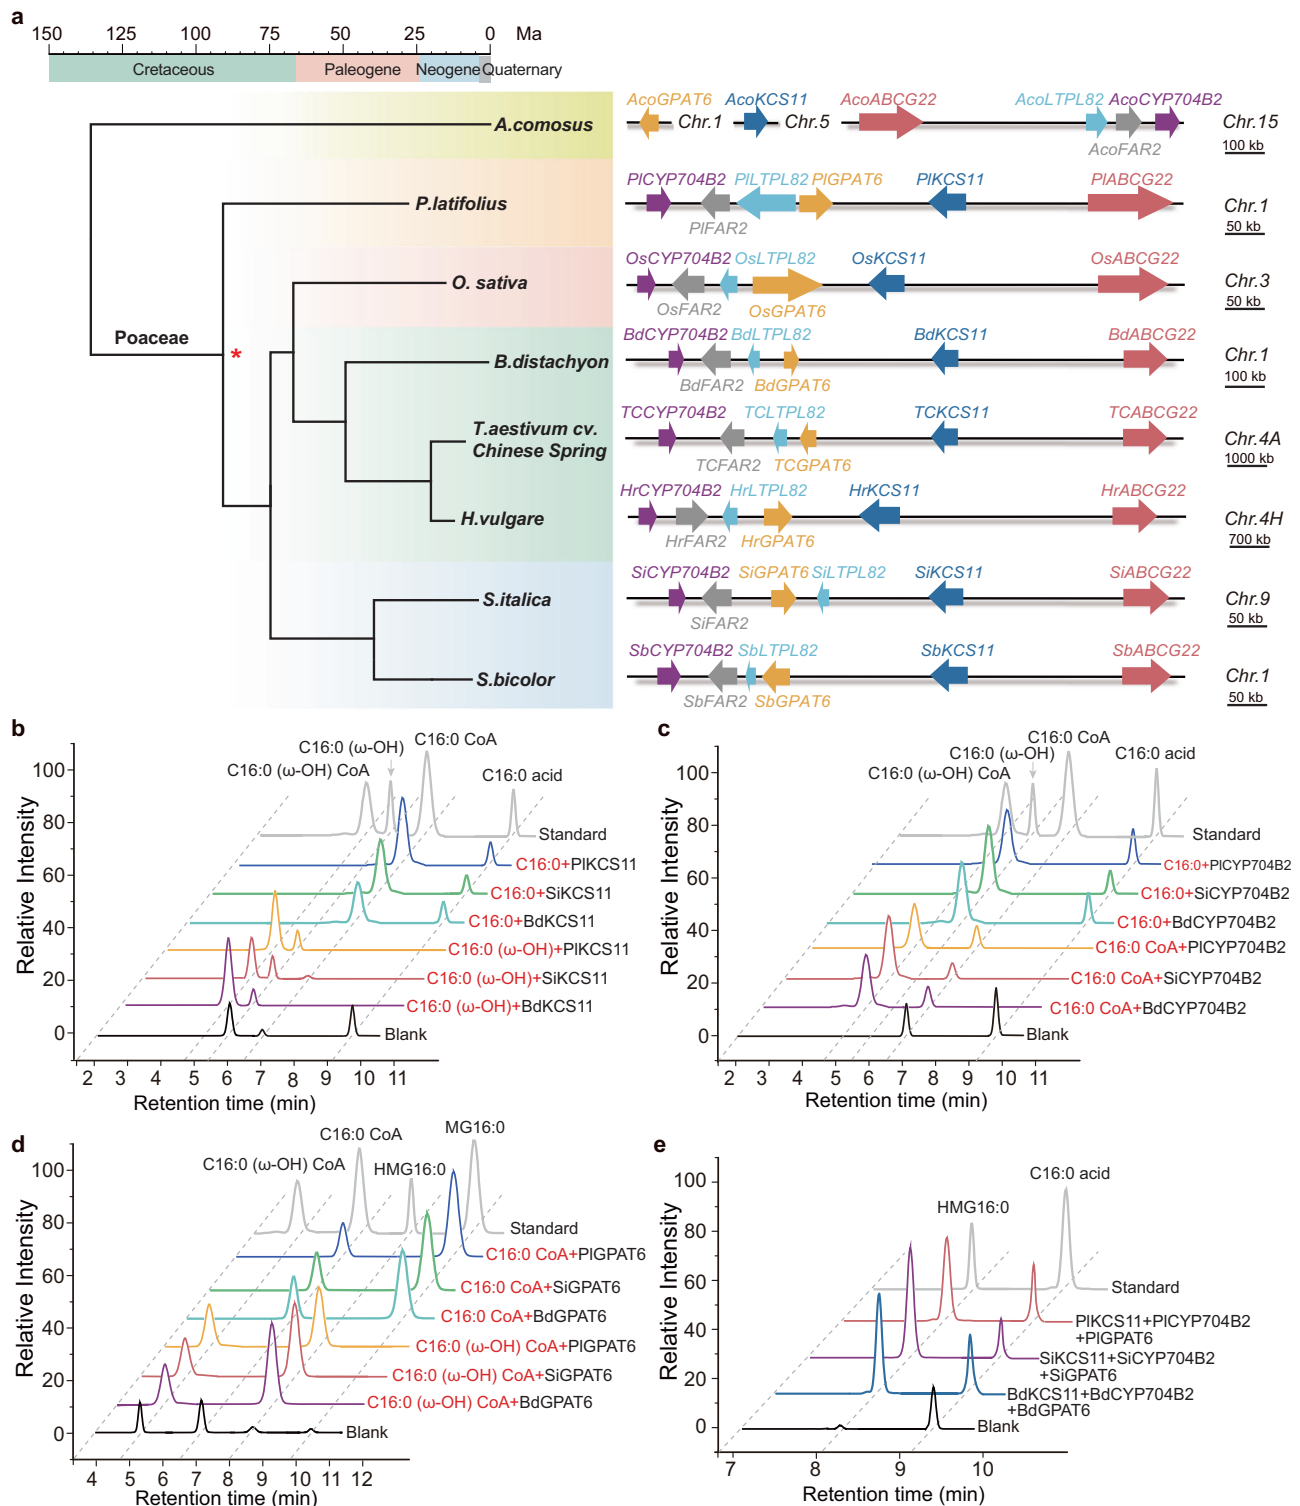 a
150 125 100 75 50 25 0 Ma
Cretaceous Paleogene Neogene Quaternary
A.comosus
P.latifolius
O. sativa
B.distachyon
T.aestivum cv.
Chinese Spring
H.vulgare
S.italica
S.bicolor
Poaceae
*
AcoGPAT6 AcoKCS11 AcoABCG22 AcoLTPL82 AcoCYP704B2
Chr.1 Chr.5 Chr.15
AcoFAR2 100 kb
PlCYP704B2 PlLTPL82 PlGPAT6 PlKCS11 PlABCG22
Chr.1
PlFAR2 50 kb
OsCYP704B2 OsLTPL82 OsKCS11 OsABCG22
Chr.3
OsFAR2 OsGPAT6 50 kb
BdCYP704B2 BdLTPL82 BdKCS11 BdABCG22
Chr.1
BdFAR2 BdGPAT6 100 kb
TCCYP704B2 TCLTPL82 TCKCS11 TCABCG22
Chr.4A
TCFAR2 TCGPAT6 1000 kb
HrCYP704B2 HrLTPL82 HrKCS11 HrABCG22
Chr.4H
HrFAR2 HrGPAT6 700 kb
SiCYP704B2 SiGPAT6 SiLTPL82 SiKCS11 SiABCG22
Chr.9
SiFAR2 50 kb
SbCYP704B2 SbLTPL82 SbKCS11 SbABCG22
Chr.1
SbFAR2 SbGPAT6 50 kb
b
Relative Intensity
100
80
60
40
20
0
C16:0 (ω-OH) CoA
C16:0 (ω-OH)
C16:0 CoA
C16:0 acid
Standard
C16:0+PlKCS11
C16:0+SiKCS11
C16:0+BdKCS11
C16:0 (ω-OH)+PlKCS11
C16:0 (ω-OH)+SiKCS11
C16:0 (ω-OH)+BdKCS11
Blank
2 3 4 5 6 7 8 9 10 11
Retention time (min)
c
Relative Intensity
100
80
60
40
20
0
C16:0 (ω-OH) CoA
C16:0 (ω-OH)
C16:0 CoA
C16:0 acid
Standard
C16:0+PlCYP704B2
C16:0+SiCYP704B2
C16:0+BdCYP704B2
C16:0 CoA+PlCYP704B2
C16:0 CoA+SiCYP704B2
C16:0 CoA+BdCYP704B2
Blank
2 3 4 5 6 7 8 9 10 11
Retention time (min)
d
Relative Intensity
100
80
60
40
20
0
C16:0 (ω-OH) CoA
C16:0 CoA
HMG16:0
MG16:0
Standard
C16:0 CoA+PlGPAT6
C16:0 CoA+SiGPAT6
C16:0 CoA+BdGPAT6
C16:0 (ω-OH) CoA+PlGPAT6
C16:0 (ω-OH) CoA+SiGPAT6
C16:0 (ω-OH) CoA+BdGPAT6
Blank
4 5 6 7 8 9 10 11 12
Retention time (min)
e
Relative Intensity
100
80
60
40
20
0
HMG16:0
C16:0 acid
Standard
PlKCS11+PlCYP704B2
+PlGPAT6
SiKCS11+SiCYP704B2
+SiGPAT6
BdKCS11+BdCYP704B2
+BdGPAT6
Blank
7 8 9 10
Retention time (min)